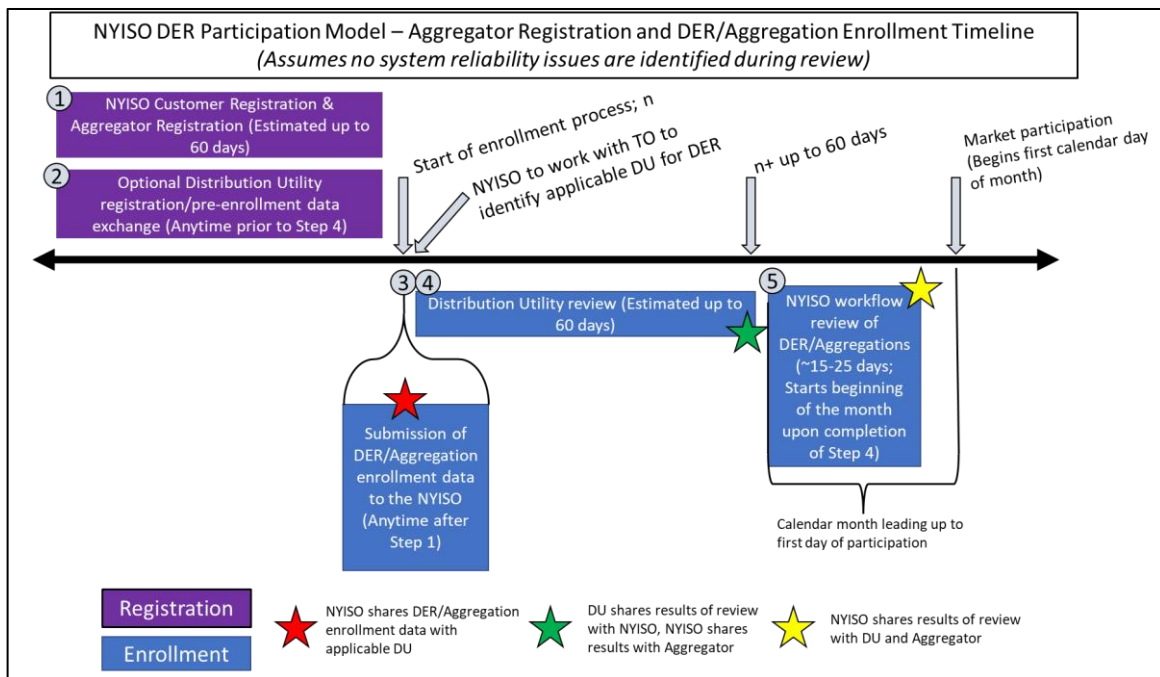 NYISO DER Participation Model – Aggregator Registration and DER/Aggregation Enrollment Timeline
(Assumes no system reliability issues are identified during review)
1
NYISO Customer Registration &
Aggregator Registration (Estimated up to
60 days)
2
Optional Distribution Utility
registration/pre-enrollment data
exchange (Anytime prior to Step 4)
Start of enrollment process; n
NYISO to work with TO to
identify applicable DU for DER
n+ up to 60 days
Market participation
(Begins first calendar day
of month)
3
4
Distribution Utility review (Estimated up to
60 days)
5
NYISO workflow
review of
DER/Aggregations
(~15-25 days;
Starts beginning
of the month
upon completion
of Step 4)
Submission of
DER/Aggregation
enrollment data
to the NYISO
(Anytime after
Step 1)
Calendar month leading up to
first day of participation
Registration
Enrollment
NYISO shares DER/Aggregation
enrollment data with
applicable DU
DU shares results of review
with NYISO, NYISO shares
results with Aggregator
NYISO shares results of review
with DU and Aggregator